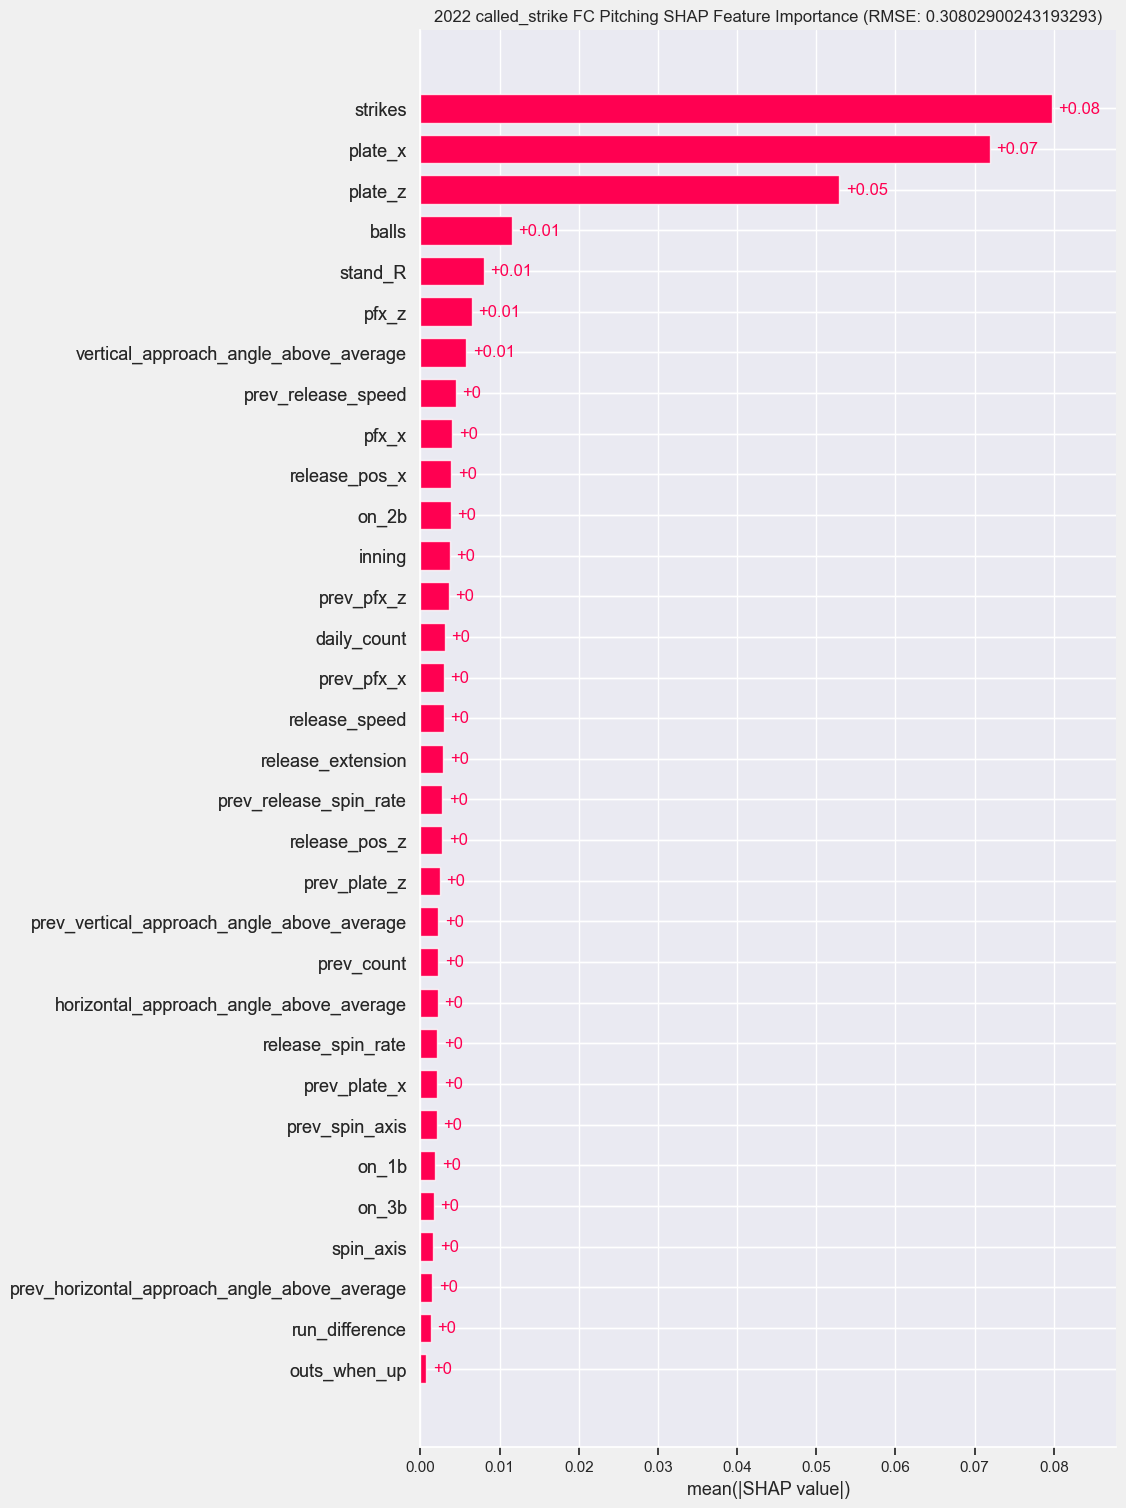 2022 called_strike FC Pitching SHAP Feature Importance (RMSE: 0.30802900243193293)
strikes +0.08
plate_x +0.07
plate_z +0.05
balls +0.01
stand_R +0.01
pfx_z +0.01
vertical_approach_angle_above_average +0.01
prev_release_speed +0
pfx_x +0
release_pos_x +0
on_2b +0
inning +0
prev_pfx_z +0
daily_count +0
prev_pfx_x +0
release_speed +0
release_extension +0
prev_release_spin_rate +0
release_pos_z +0
prev_plate_z +0
prev_vertical_approach_angle_above_average +0
prev_count +0
horizontal_approach_angle_above_average +0
release_spin_rate +0
prev_plate_x +0
prev_spin_axis +0
on_1b +0
on_3b +0
spin_axis +0
prev_horizontal_approach_angle_above_average +0
run_difference +0
outs_when_up +0
0.00 0.01 0.02 0.03 0.04 0.05 0.06 0.07 0.08
mean(|SHAP value|)